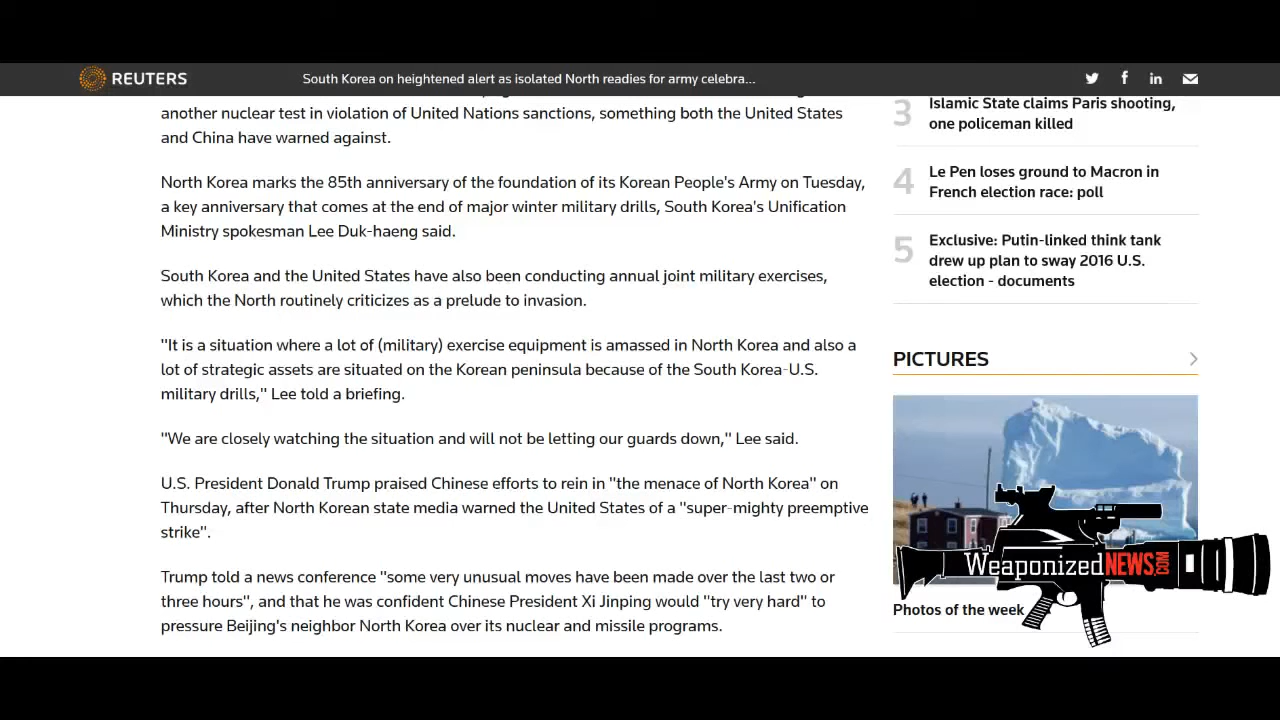 REUTERS
South Korea on heightened alert as isolated North readies for army celebra...
another nuclear test in violation of United Nations sanctions, something both the United States
and China have warned against.
North Korea marks the 85th anniversary of the foundation of its Korean People's Army on Tuesday,
a key anniversary that comes at the end of major winter military drills, South Korea's Unification
Ministry spokesman Lee Duk-haeng said.
South Korea and the United States have also been conducting annual joint military exercises,
which the North routinely criticizes as a prelude to invasion.
"It is a situation where a lot of (military) exercise equipment is amassed in North Korea and also a
lot of strategic assets are situated on the Korean peninsula because of the South Korea-U.S.
military drills," Lee told a briefing.
"We are closely watching the situation and will not be letting our guards down," Lee said.
U.S. President Donald Trump praised Chinese efforts to rein in "the menace of North Korea" on
Thursday, after North Korean state media warned the United States of a "super-mighty preemptive
strike".
Trump told a news conference "some very unusual moves have been made over the last two or
three hours", and that he was confident Chinese President Xi Jinping would "try very hard" to
pressure Beijing's neighbor North Korea over its nuclear and missile programs.
3
Islamic State claims Paris shooting,
one policeman killed
4
Le Pen loses ground to Macron in
French election race: poll
5
Exclusive: Putin-linked think tank
drew up plan to sway 2016 U.S.
election - documents
PICTURES
WeaponizedNEWS.COM
Photos of the week